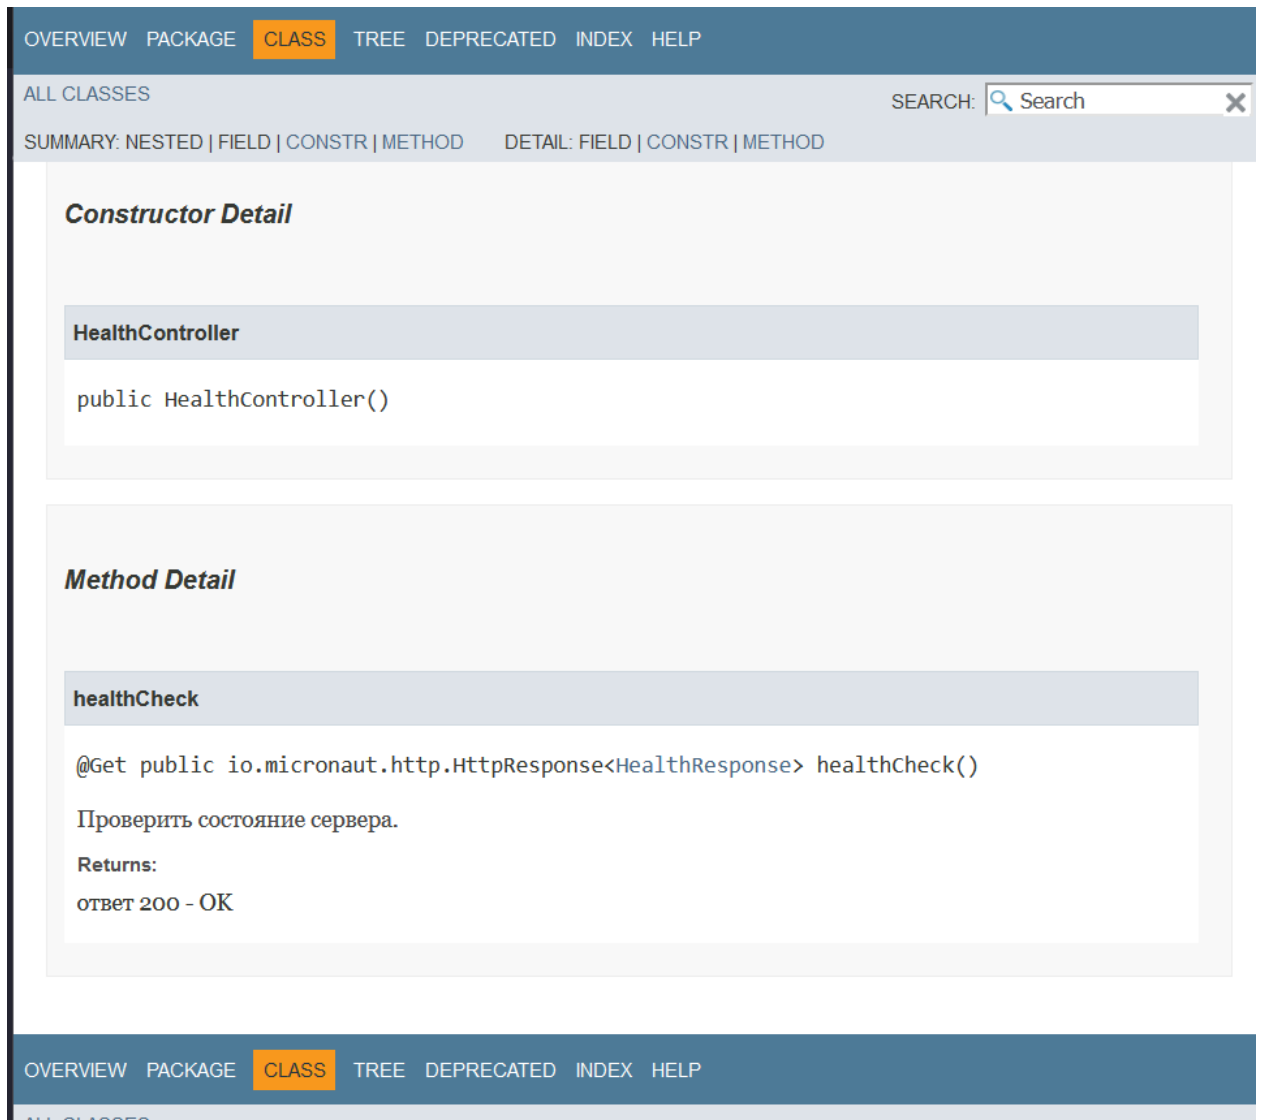 OVERVIEW PACKAGE CLASS TREE DEPRECATED INDEX HELP
ALL CLASSES
SEARCH: Search
SUMMARY: NESTED | FIELD | CONSTR | METHOD DETAIL: FIELD | CONSTR | METHOD
Constructor Detail
HealthController
public HealthController()
Method Detail
healthCheck
@Get public io.micronaut.http.HttpResponse<HealthResponse> healthCheck()
Проверить состояние сервера.
Returns:
ответ 200 - OK
OVERVIEW PACKAGE CLASS TREE DEPRECATED INDEX HELP
ALL CLASSES